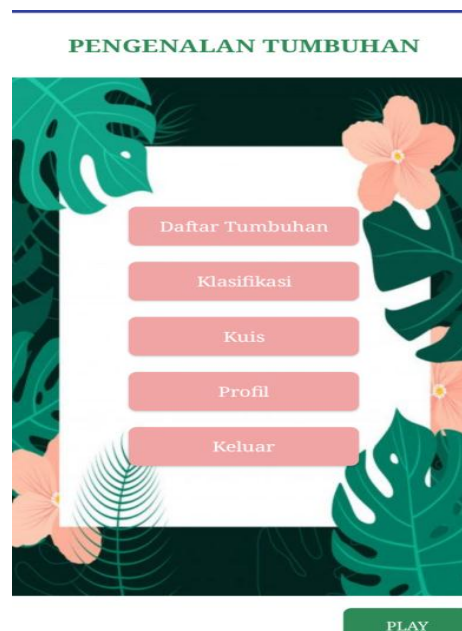 PENGENALAN TUMBUHAN
Daftar Tumbuhan
Klasifikasi
Kuis
Profil
Keluar
PLAY